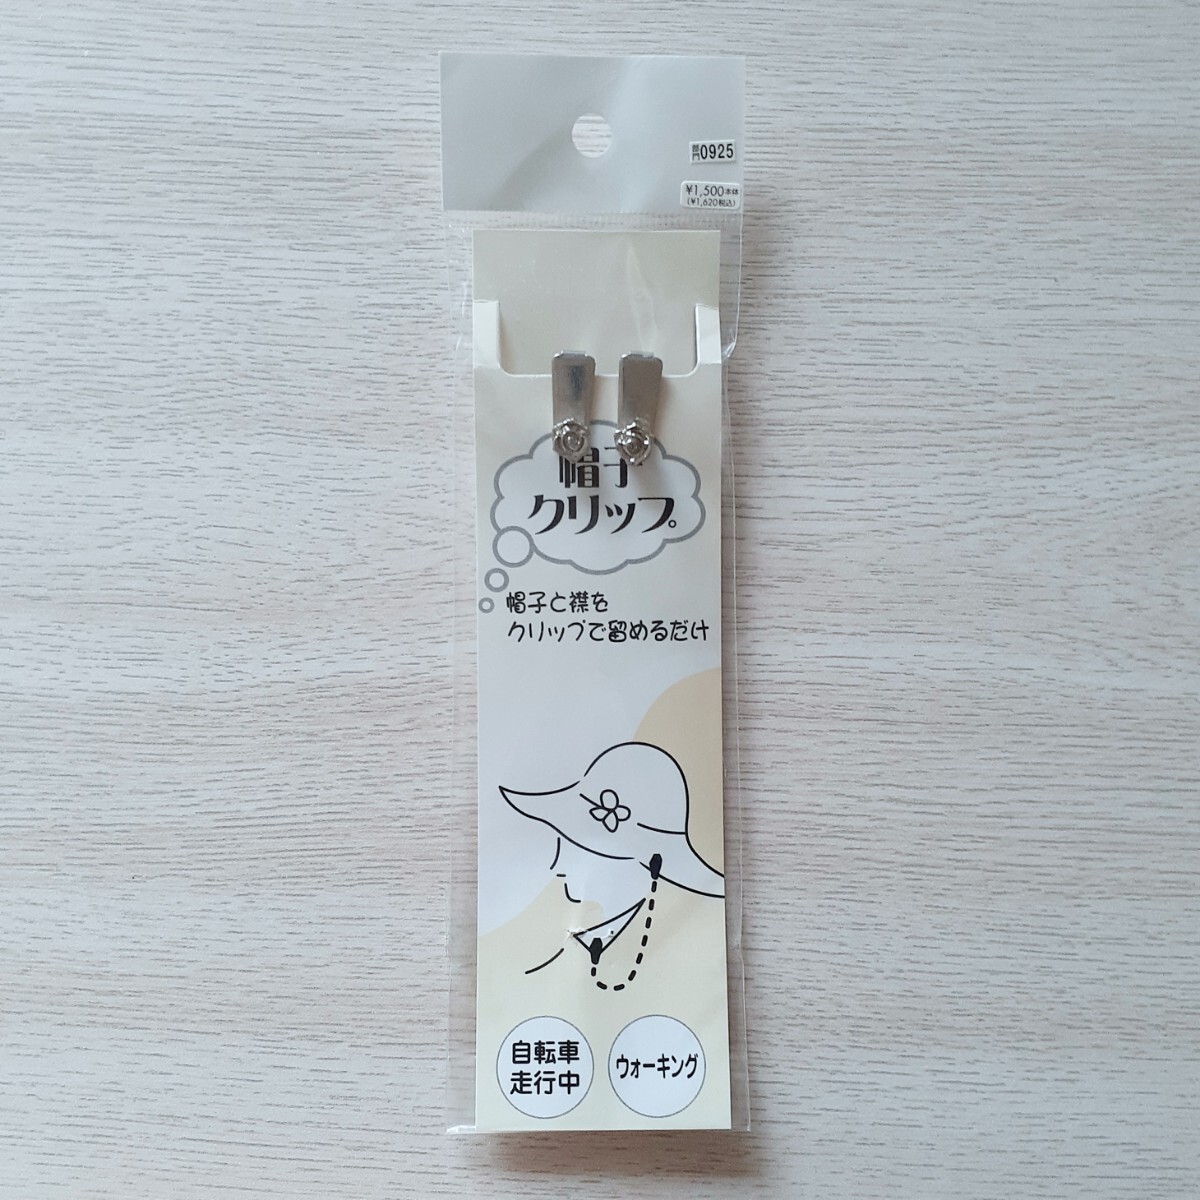 部門0925
¥1,500本体
(¥1,620税込)
帽子
クリップ。
帽子と襟を
クリップで留めるだけ
自転車
走行中
ウォーキング